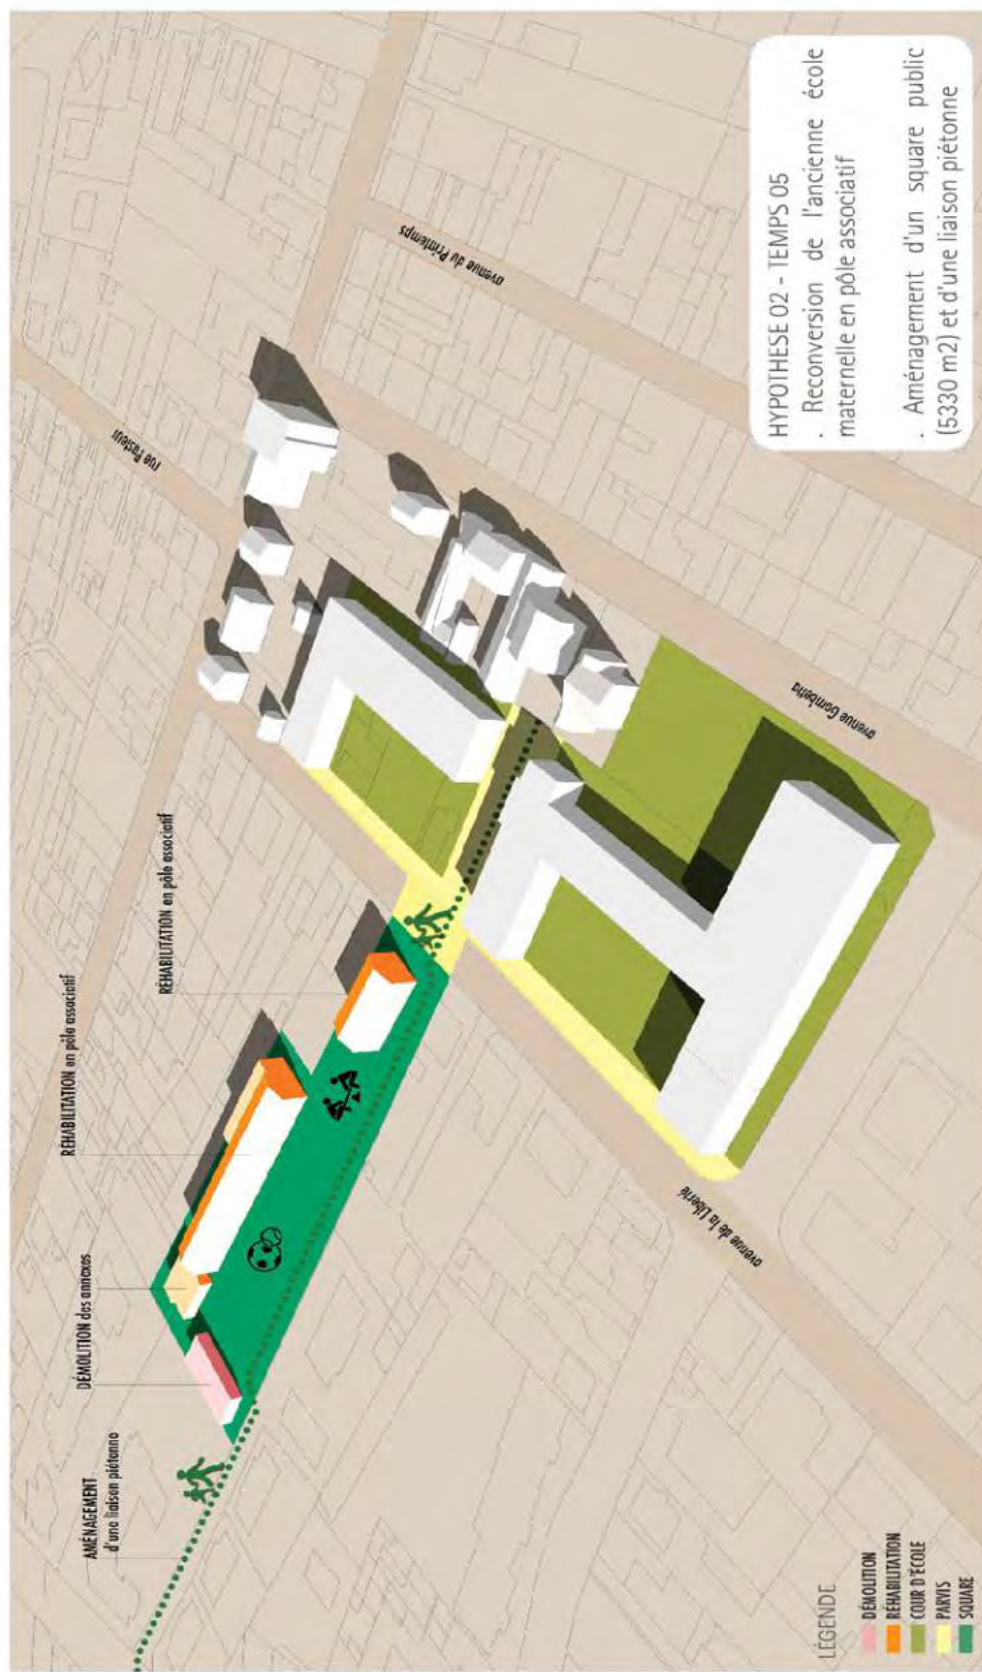 HYPOTHESE 02 - TEMPS 05
. Reconversion de l'ancienne école
maternelle en pôle associatif
. Aménagement d'un square public
(5330 m2) et d'une liaison piétonne
AMÉNAGEMENT
d'une liaison piétonne
DÉMOLITION des annexes
RÉHABILITATION en pôle associatif
RÉHABILITATION en pôle associatif
rue Pasteur
avenue du Printemps
avenue Gambetta
avenue de la Liberté
LÉGENDE
DÉMOLITION
RÉHABILITATION
COUR D'ÉCOLE
PARVIS
SQUARE